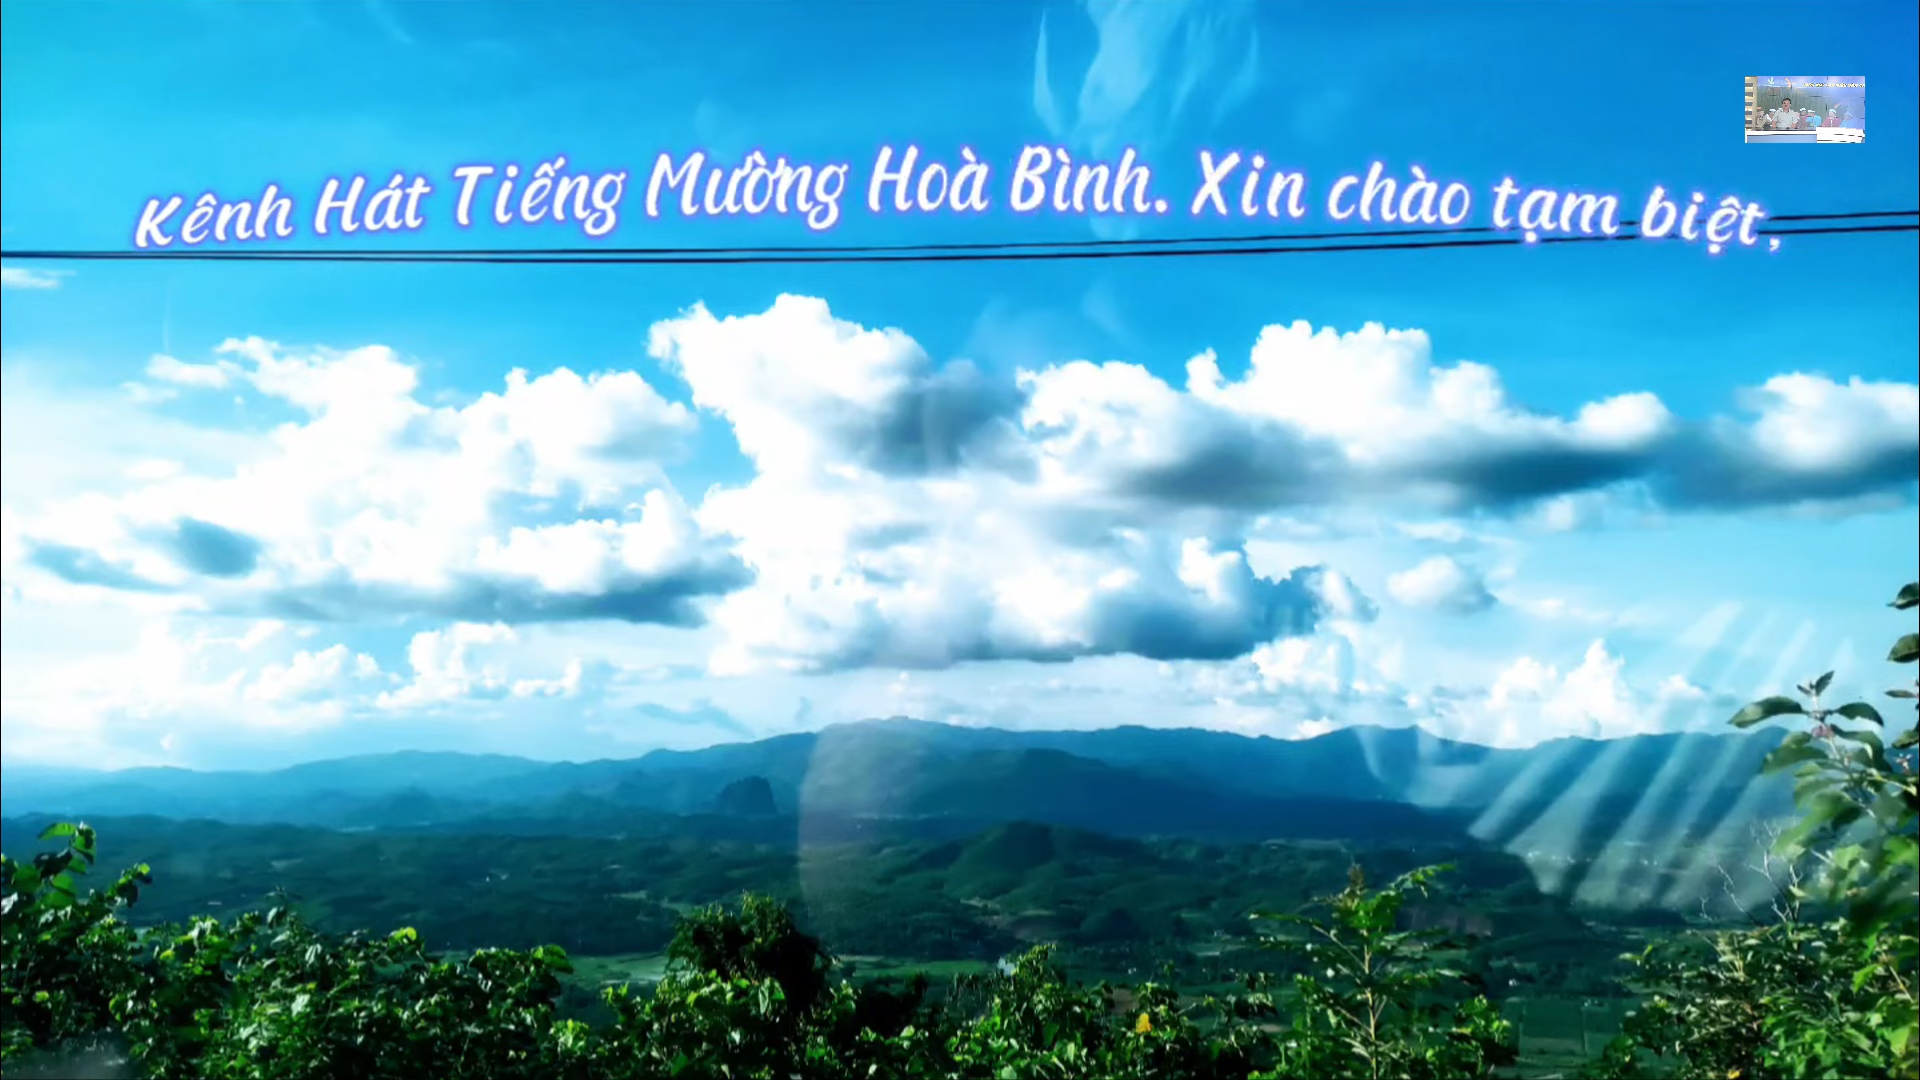 Kênh Hát Tiếng Mường Hoà Bình. Xin chào tạm biệt,